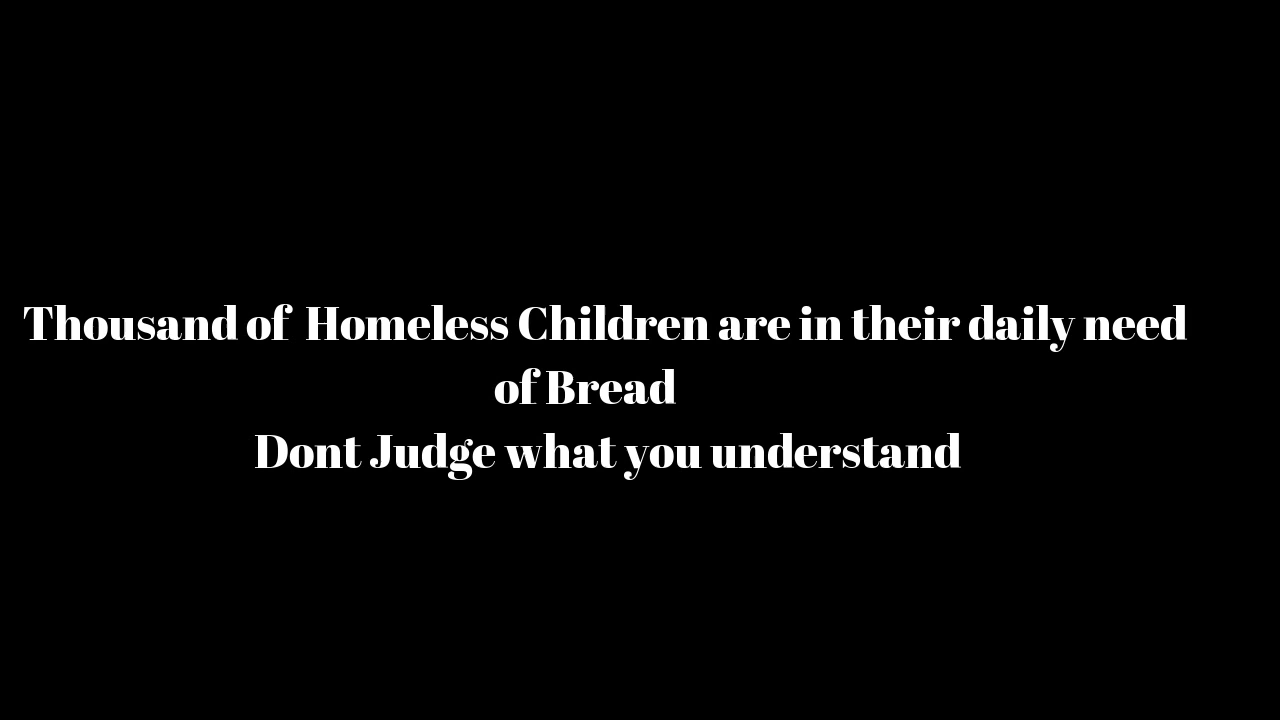 Thousand of  Homeless Children are in their daily need
of Bread
Dont Judge what you understand